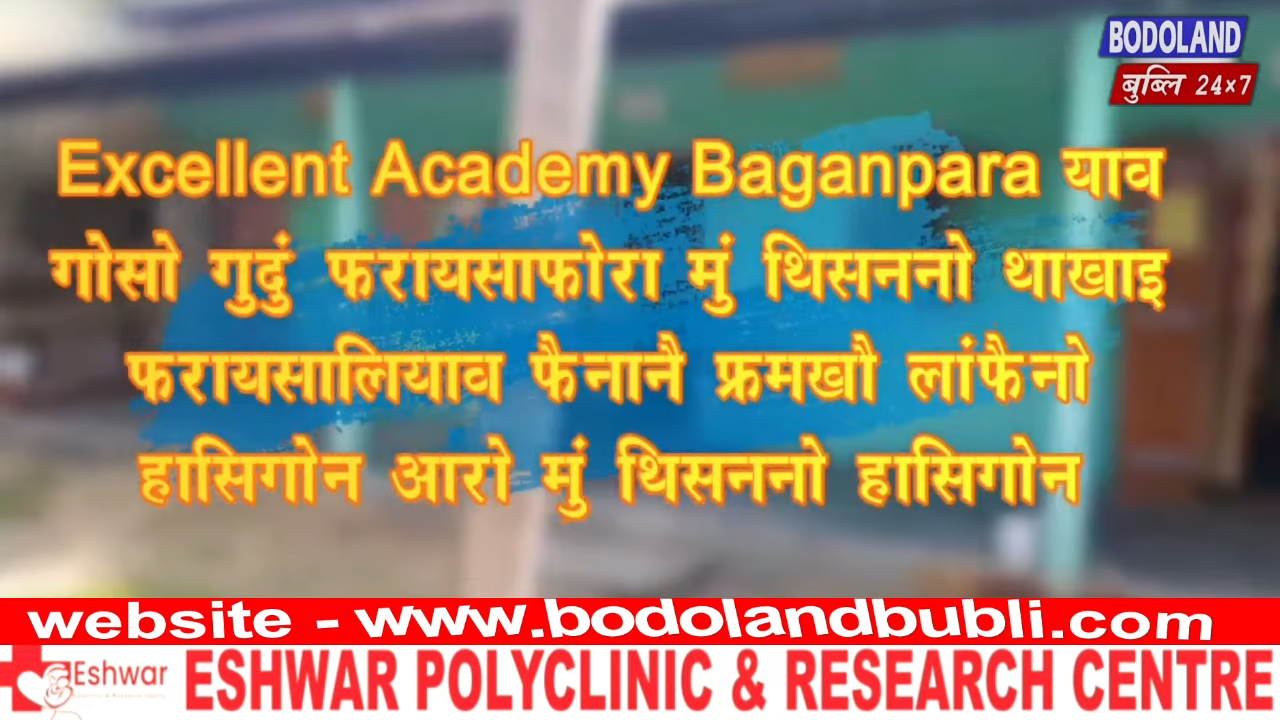 BODOLAND
बुब्लि 24×7
Excellent Academy Baganpara याव
गोसो गुदुं फरायसाफोरा मुं थिसननो थाखाइ
फरायसालियाव फैनानै फ्रमखौ लांफैनो
हासिगोन आरो मुं थिसननो हासिगोन
website - www.bodolandbubli.com
Eshwar
ESHWAR POLYCLINIC & RESEARCH CENTRE